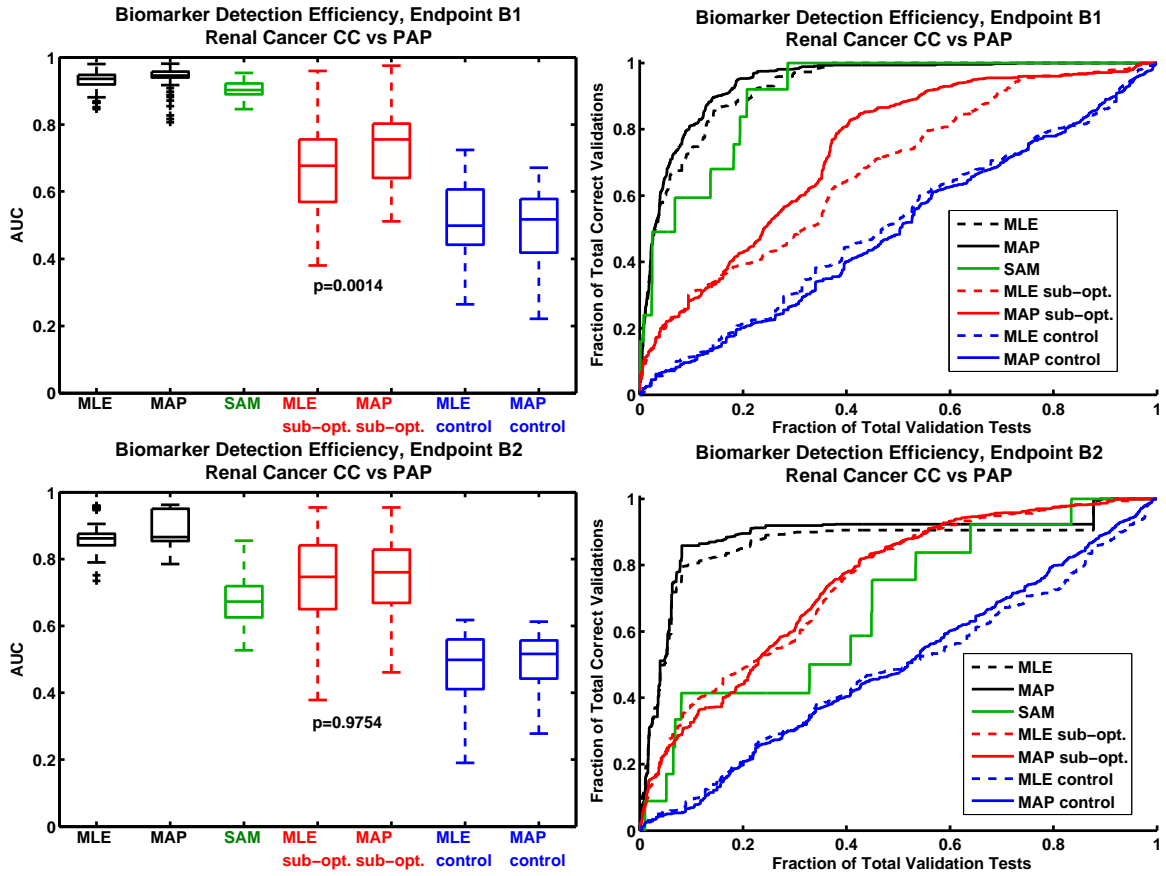 Biomarker Detection Efficiency, Endpoint B1
Renal Cancer CC vs PAP
1
0.8
0.6
0.4
0.2
0
AUC
p=0.0014
MLE MAP SAM MLE MAP MLE MAP
sub-opt. sub-opt. control control
Biomarker Detection Efficiency, Endpoint B1
Renal Cancer CC vs PAP
1
0.8
0.6
0.4
0.2
0
Fraction of Total Correct Validations
MLE
MAP
SAM
MLE sub-opt.
MAP sub-opt.
MLE control
MAP control
0 0.2 0.4 0.6 0.8 1
Fraction of Total Validation Tests
Biomarker Detection Efficiency, Endpoint B2
Renal Cancer CC vs PAP
1
0.8
0.6
0.4
0.2
0
AUC
p=0.9754
MLE MAP SAM MLE MAP MLE MAP
sub-opt. sub-opt. control control
Biomarker Detection Efficiency, Endpoint B2
Renal Cancer CC vs PAP
1
0.8
0.6
0.4
0.2
0
Fraction of Total Correct Validations
MLE
MAP
SAM
MLE sub-opt.
MAP sub-opt.
MLE control
MAP control
0 0.2 0.4 0.6 0.8 1
Fraction of Total Validation Tests